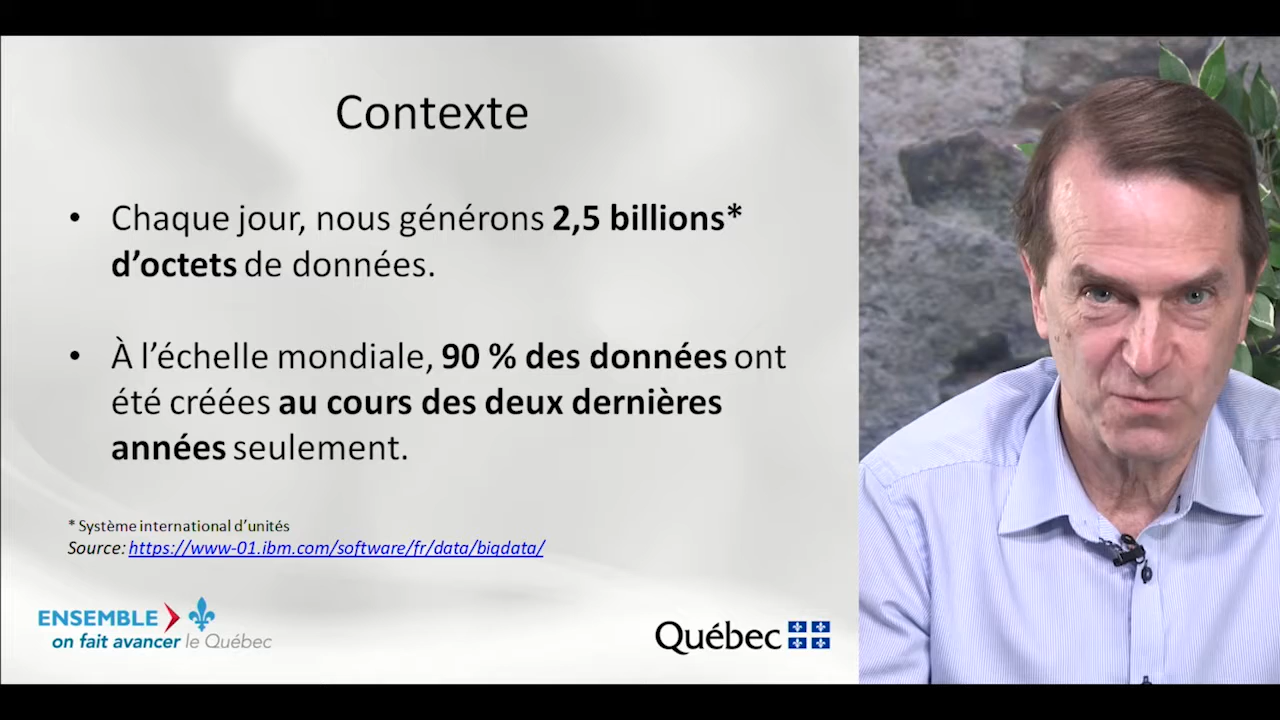 Contexte
• Chaque jour, nous générons 2,5 billions*
d’octets de données.
• À l’échelle mondiale, 90 % des données ont
été créées au cours des deux dernières
années seulement.
* Système international d’unités
Source: https://www-01.ibm.com/software/fr/data/bigdata/
ENSEMBLE
on fait avancer le Québec
Québec